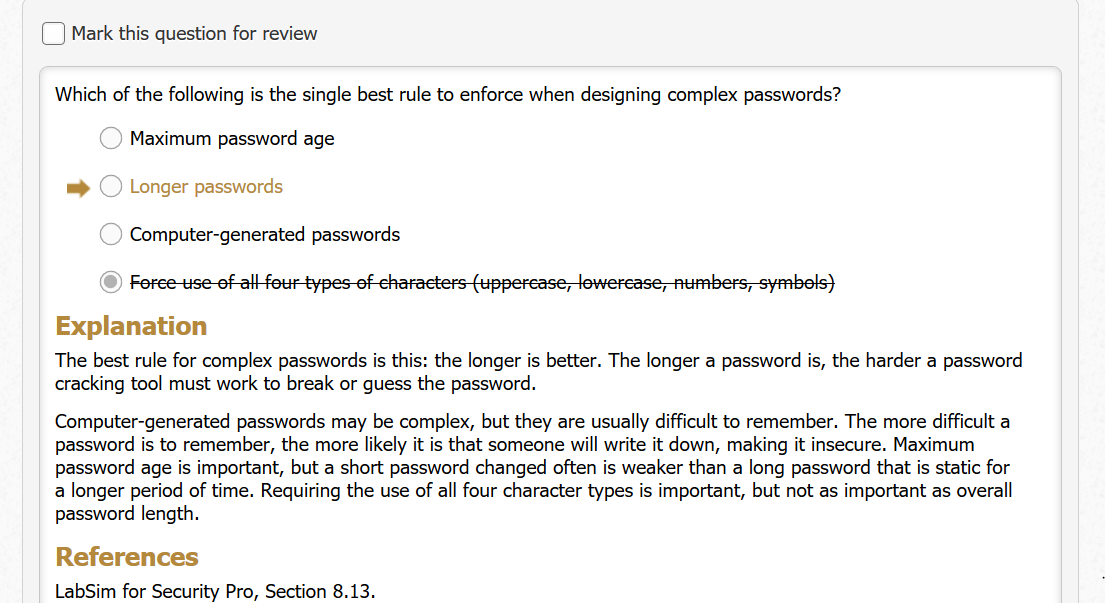 Mark this question for review
Which of the following is the single best rule to enforce when designing complex passwords?
Maximum password age
Longer passwords
Computer-generated passwords
Force use of all four types of characters (uppercase, lowercase, numbers, symbols)
Explanation
The best rule for complex passwords is this: the longer is better. The longer a password is, the harder a password
cracking tool must work to break or guess the password.
Computer-generated passwords may be complex, but they are usually difficult to remember. The more difficult a
password is to remember, the more likely it is that someone will write it down, making it insecure. Maximum
password age is important, but a short password changed often is weaker than a long password that is static for
a longer period of time. Requiring the use of all four character types is important, but not as important as overall
password length.
References
LabSim for Security Pro, Section 8.13.